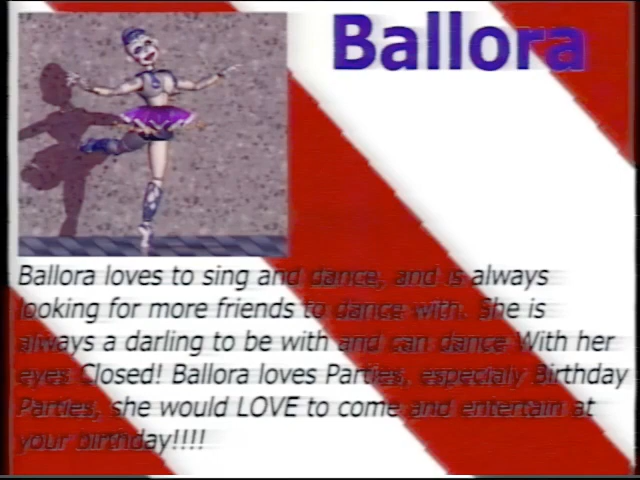 Ballora
Ballora loves to sing and dance, and is always
looking for more friends to dance with. She is
always a darling to be with and can dance With her
eyes Closed! Ballora loves Parties, especialy Birthday
Parties, she would LOVE to come and entertain at
your birthday!!!!